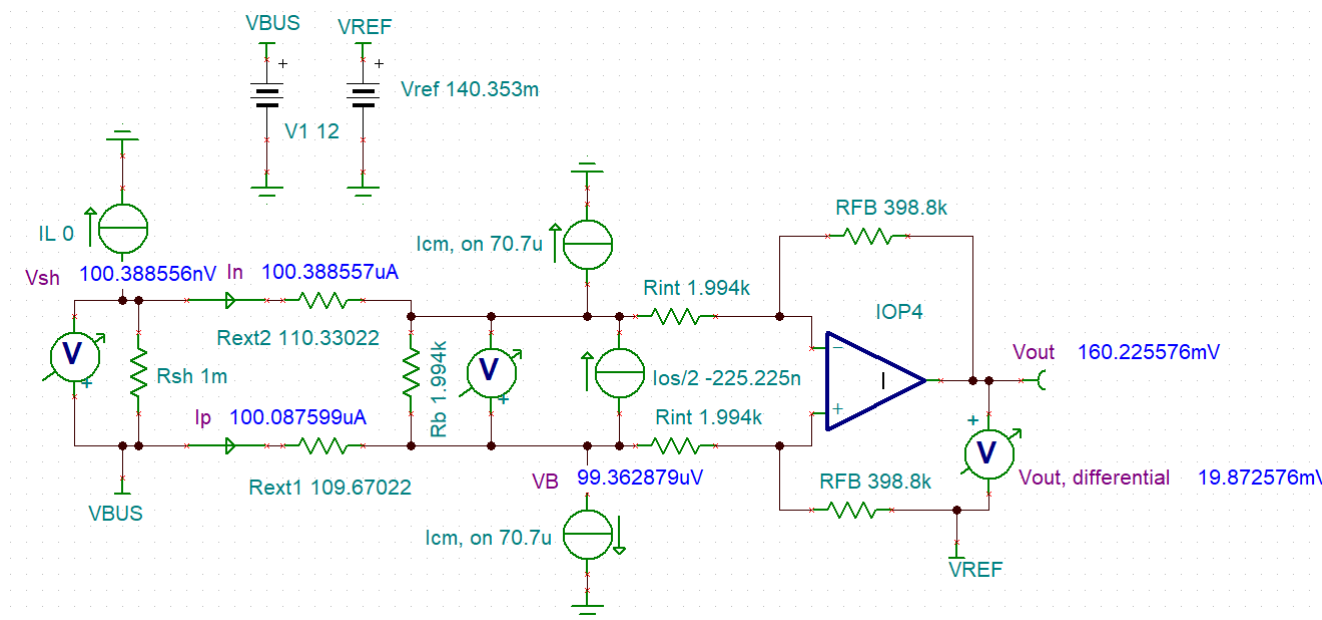 VBUS
VREF
+
+
Vref 140.353m
V1 12
IL 0
Icm, on 70.7u
RFB 398.8k
Vsh 100.388556nV
In 100.388557uA
Rint 1.994k
IOP4
Rext2 110.33022
Vout 160.225576mV
V
+
Rsh 1m
Rb 1.994k
V
+
Ios/2 -225.225n
−
I
+
Ip 100.087599uA
Rint 1.994k
+
V
Rext1 109.67022
VB 99.362879uV
RFB 398.8k
Vout, differential 19.872576mV
VBUS
Icm, on 70.7u
VREF